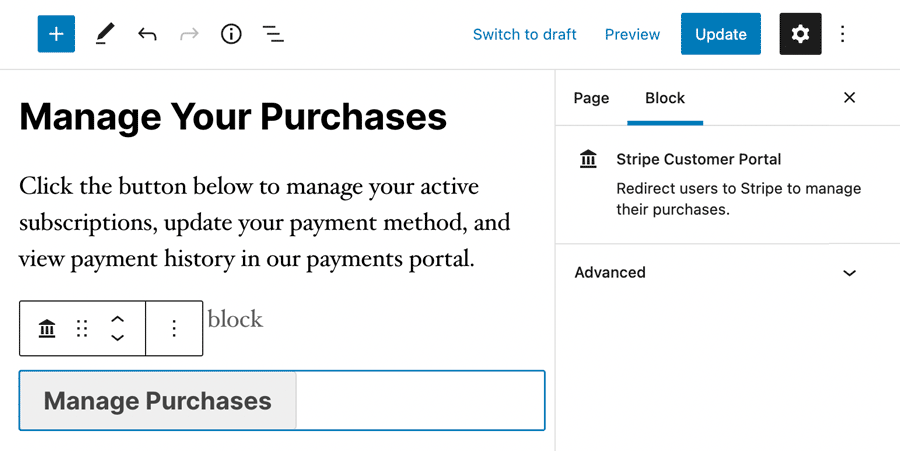 Switch to draft
Preview
Update
Manage Your Purchases
Click the button below to manage your active
subscriptions, update your payment method, and
view payment history in our payments portal.
block
Manage Purchases
Page
Block
Stripe Customer Portal
Redirect users to Stripe to manage
their purchases.
Advanced